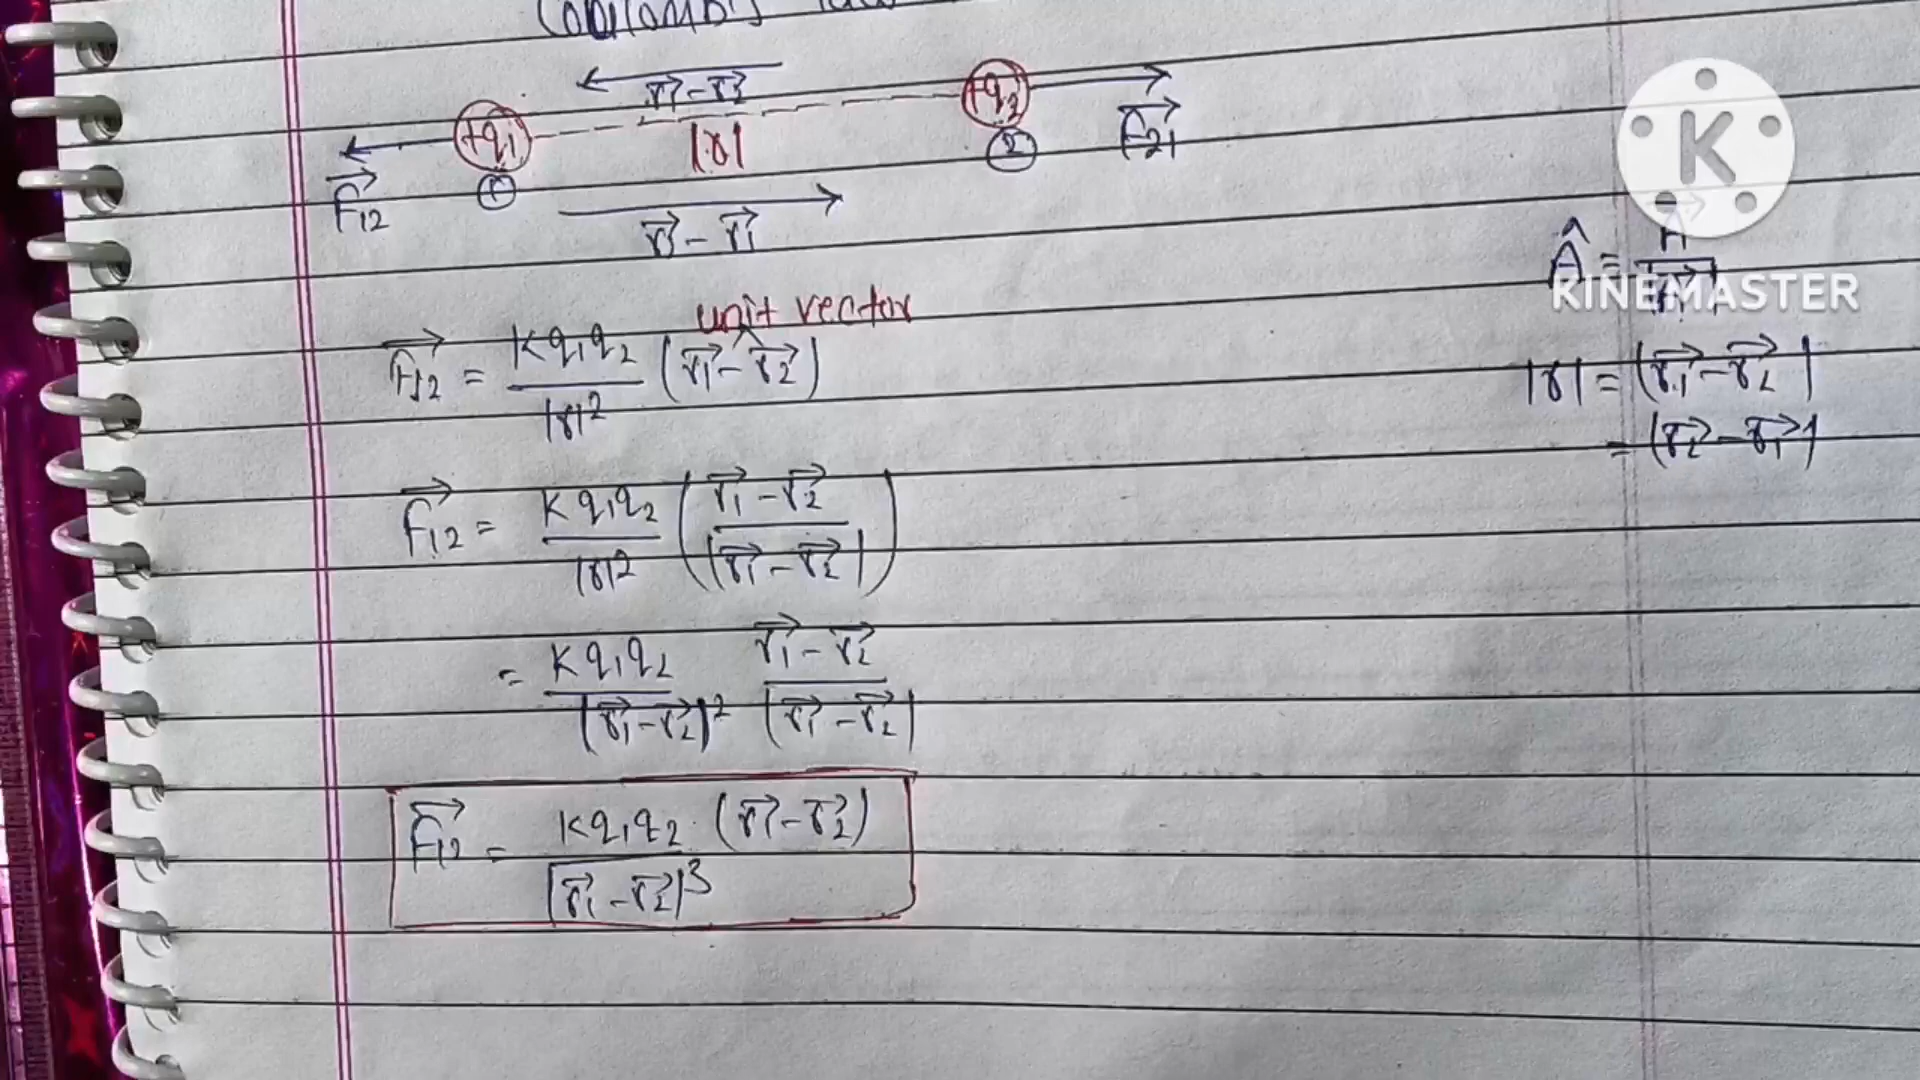 Coulomb's law
r⃗1 - r⃗2
+q1 |r| +q2
F⃗12 1 2 F⃗21
r⃗2 - r⃗1
unit vector
F⃗12 = Kq1q2 / |r|² (r⃗1 - r⃗2)
F⃗12 = Kq1q2 / |r|² ( r⃗1 - r⃗2 / |r⃗1 - r⃗2| )
= Kq1q2 / |r⃗1 - r⃗2|² r⃗1 - r⃗2 / |r⃗1 - r⃗2|
F⃗12 = Kq1q2 (r⃗1 - r⃗2) / |r⃗1 - r⃗2|³
K
KINEMASTER
Â = A⃗ / |A⃗|
|r| = |r⃗1 - r⃗2|
= |r⃗2 - r⃗1|